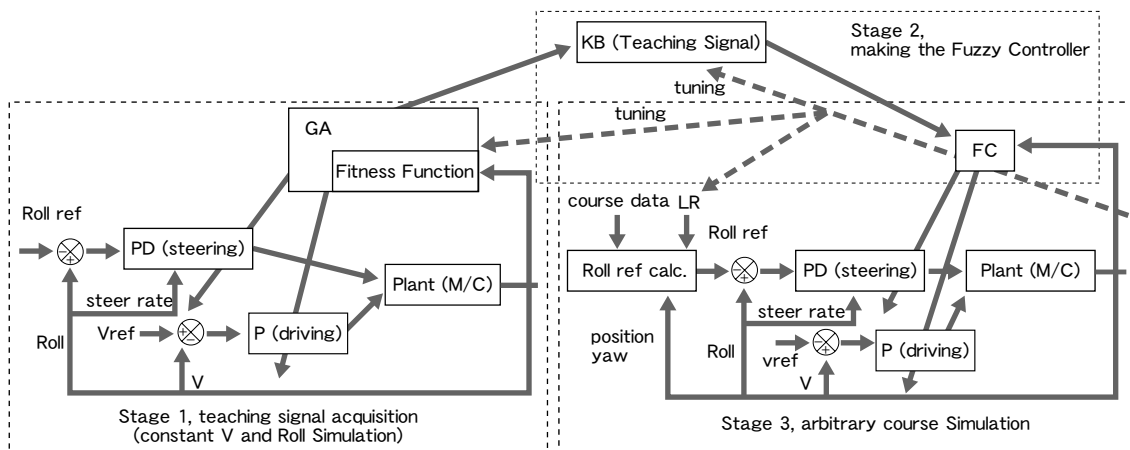 KB (Teaching Signal)
Stage 2,
making the Fuzzy Controller
tuning
tuning
GA
Fitness Function
FC
Roll ref
PD (steering)
steer rate
Vref
P (driving)
Plant (M/C)
Roll
V
Stage 1, teaching signal acquisition
(constant V and Roll Simulation)
course data
LR
Roll ref
Roll ref calc.
PD (steering)
Plant (M/C)
steer rate
position
yaw
Roll
vref
P (driving)
V
Stage 3, arbitrary course Simulation